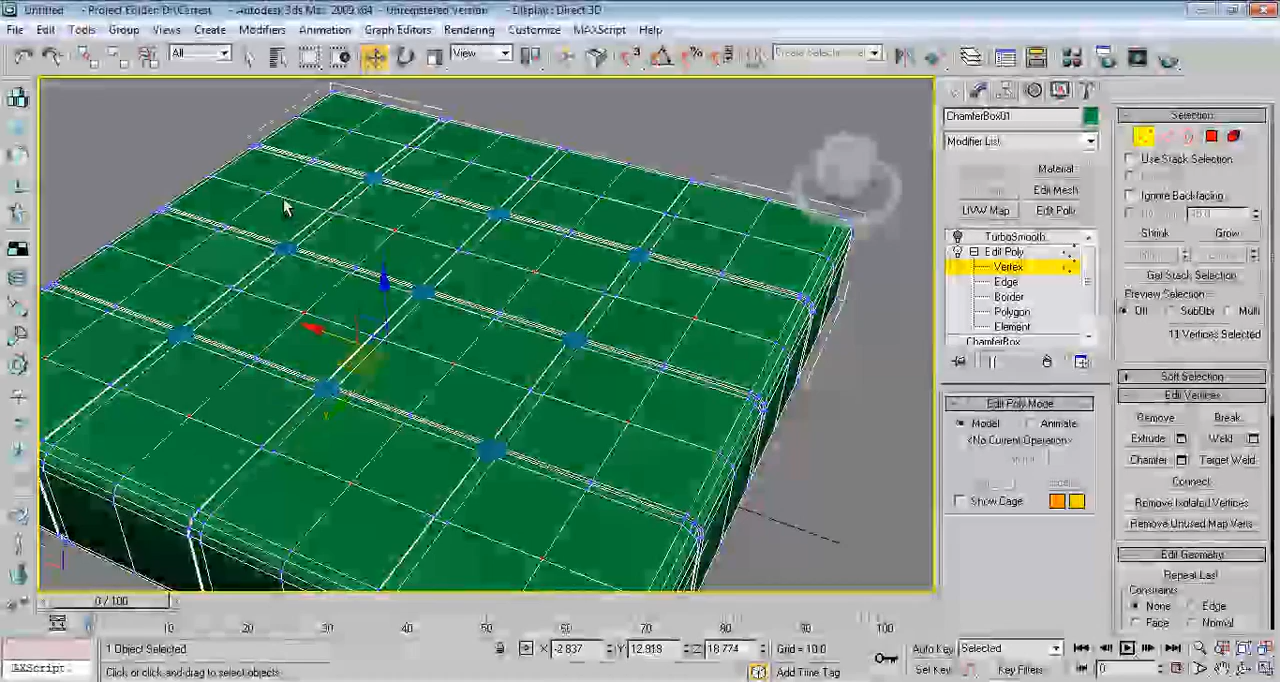 Untitled - Project Folder: D:\Carrest - Autodesk 3ds Max 2009 x64 - Unregistered Version - Display : Direct 3D
File Edit Tools Group Views Create Modifiers Animation Graph Editors Rendering Customize MAXScript Help
All View Create Selection
ChamferBox01
Modifier List
Material
Edit Mesh
UVW Map Edit Poly
TurboSmooth
Edit Poly
Vertex
Edge
Border
Polygon
Element
ChamferBox
Edit Poly Mode
Model Animate
<No Current Operation>
Show Cage
Selection
Use Stack Selection
Ignore Backfacing
45.0
Shrink Grow
Get Stack Selection
Preview Selection
Off SubObj Multi
11 Vertices Selected
Soft Selection
Edit Vertices
Remove Break
Extrude Weld
Chamfer Target Weld
Connect
Remove Isolated Vertices
Remove Unused Map Verts
Edit Geometry
Repeat Last
Constraints
None Edge
Face Normal
0 / 100
0 10 20 30 40 50 60 70 80 90 100
1 Object Selected X -2.837 Y 12.918 Z 18.774 Grid = 10.0 Auto Key Selected
AXScript. Click or click-and-drag to select objects Add Time Tag Set Key Key Filters... 0